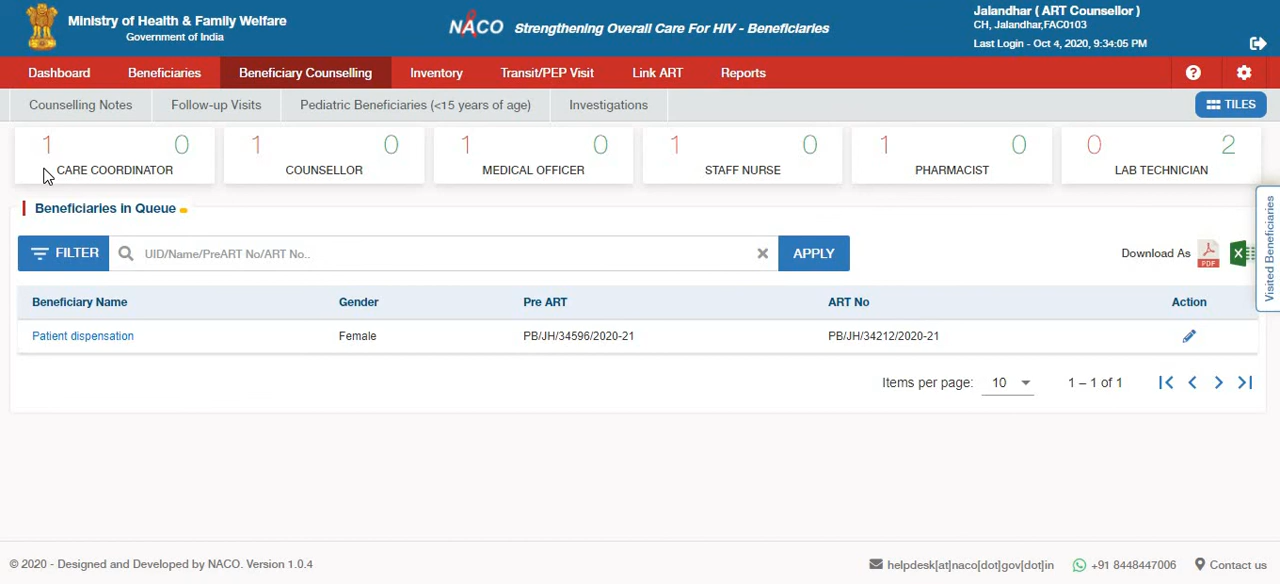 Ministry of Health & Family Welfare
Government of India
NACO Strengthening Overall Care For HIV - Beneficiaries
Jalandhar ( ART Counsellor )
CH, Jalandhar,FAC0103
Last Login - Oct 4, 2020, 9:34:05 PM
Dashboard Beneficiaries Beneficiary Counselling Inventory Transit/PEP Visit Link ART Reports ?
Counselling Notes Follow-up Visits Pediatric Beneficiaries (<15 years of age) Investigations TILES
1 0 1 0 1 0 1 0 1 0 0 2
CARE COORDINATOR COUNSELLOR MEDICAL OFFICER STAFF NURSE PHARMACIST LAB TECHNICIAN
Beneficiaries in Queue
FILTER UID/Name/PreART No/ART No.. APPLY Download As PDF X
Visited Beneficiaries
Beneficiary Name Gender Pre ART ART No Action
Patient dispensation Female PB/JH/34596/2020-21 PB/JH/34212/2020-21
Items per page: 10 1 – 1 of 1
© 2020 - Designed and Developed by NACO. Version 1.0.4 helpdesk[at]naco[dot]gov[dot]in +91 8448447006 Contact us